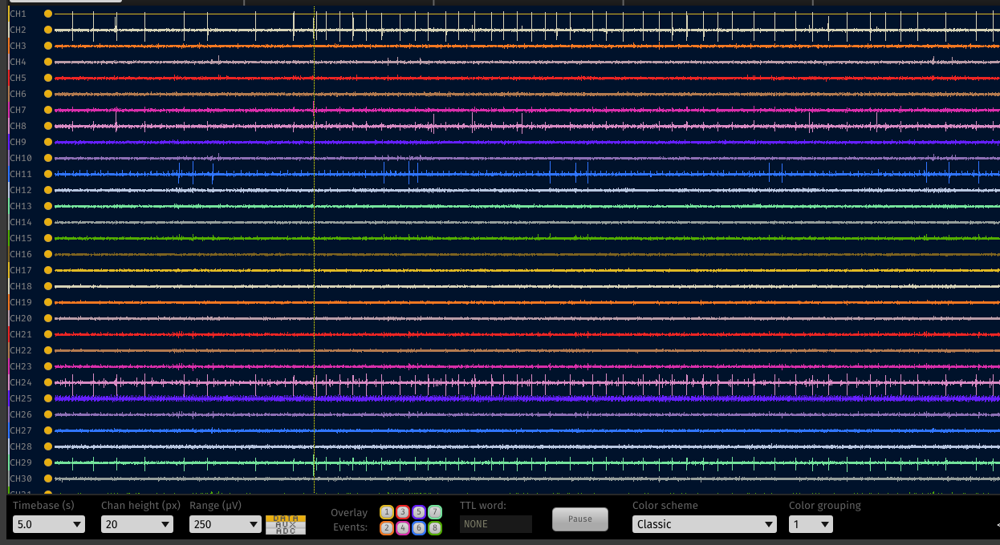 CH1
CH2
CH3
CH4
CH5
CH6
CH7
CH8
CH9
CH10
CH11
CH12
CH13
CH14
CH15
CH16
CH17
CH18
CH19
CH20
CH21
CH22
CH23
CH24
CH25
CH26
CH27
CH28
CH29
CH30
CH31
Timebase (s) Chan height (px) Range (µV) TTL word: Color scheme Color grouping
5.0 20 250 DATA AUX ADC Overlay Events: 1 3 5 7 2 4 6 8 NONE Pause Classic 1